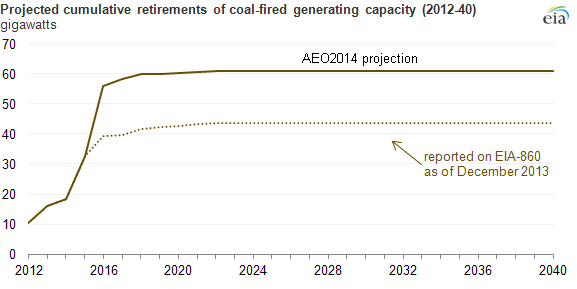 Projected cumulative retirements of coal-fired generating capacity (2012-40)
gigawatts
eia
70
60
50
40
30
20
10
0
AEO2014 projection
reported on EIA-860
as of December 2013
2012 2016 2020 2024 2028 2032 2036 2040